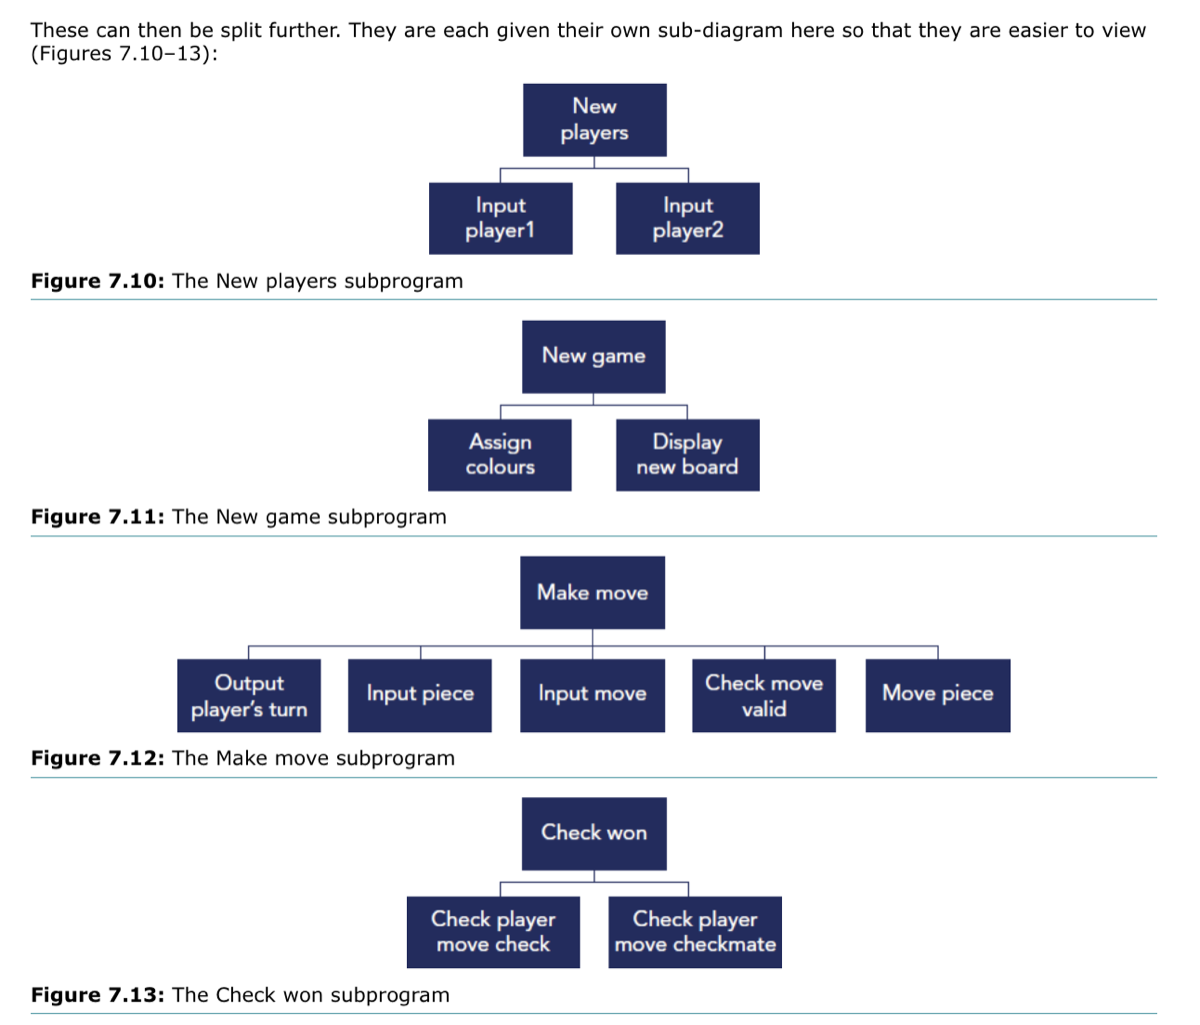 These can then be split further. They are each given their own sub-diagram here so that they are easier to view
(Figures 7.10–13):
New
players
Input
player1
Input
player2
Figure 7.10: The New players subprogram
New game
Assign
colours
Display
new board
Figure 7.11: The New game subprogram
Make move
Output
player's turn
Input piece
Input move
Check move
valid
Move piece
Figure 7.12: The Make move subprogram
Check won
Check player
move check
Check player
move checkmate
Figure 7.13: The Check won subprogram